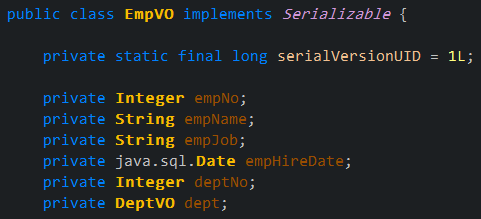 public class EmpVO implements Serializable {
private static final long serialVersionUID = 1L;
private Integer empNo;
private String empName;
private String empJob;
private java.sql.Date empHireDate;
private Integer deptNo;
private DeptVO dept;